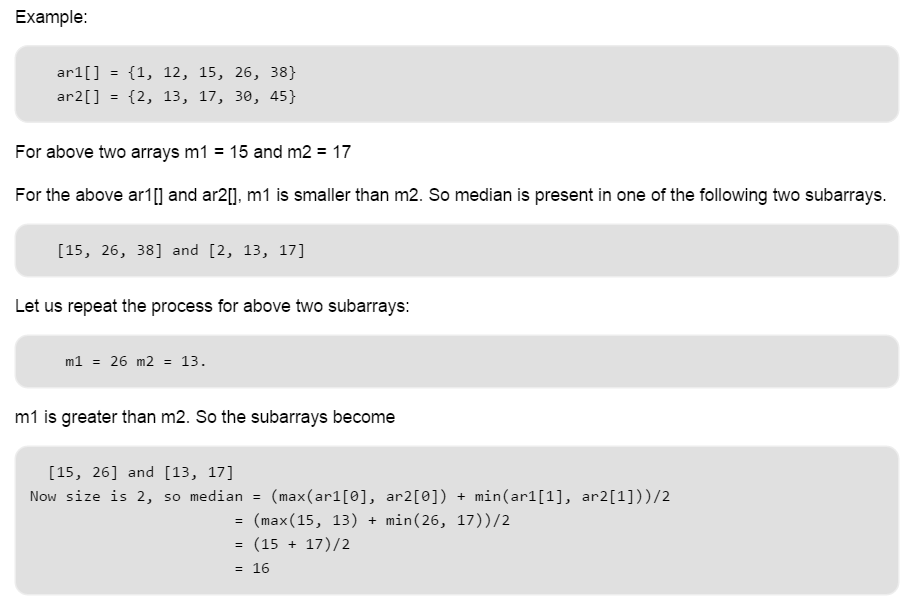 Example:
ar1[] = {1, 12, 15, 26, 38}
ar2[] = {2, 13, 17, 30, 45}
For above two arrays m1 = 15 and m2 = 17
For the above ar1[] and ar2[], m1 is smaller than m2. So median is present in one of the following two subarrays.
[15, 26, 38] and [2, 13, 17]
Let us repeat the process for above two subarrays:
m1 = 26 m2 = 13.
m1 is greater than m2. So the subarrays become
[15, 26] and [13, 17]
Now size is 2, so median = (max(ar1[0], ar2[0]) + min(ar1[1], ar2[1]))/2
= (max(15, 13) + min(26, 17))/2
= (15 + 17)/2
= 16